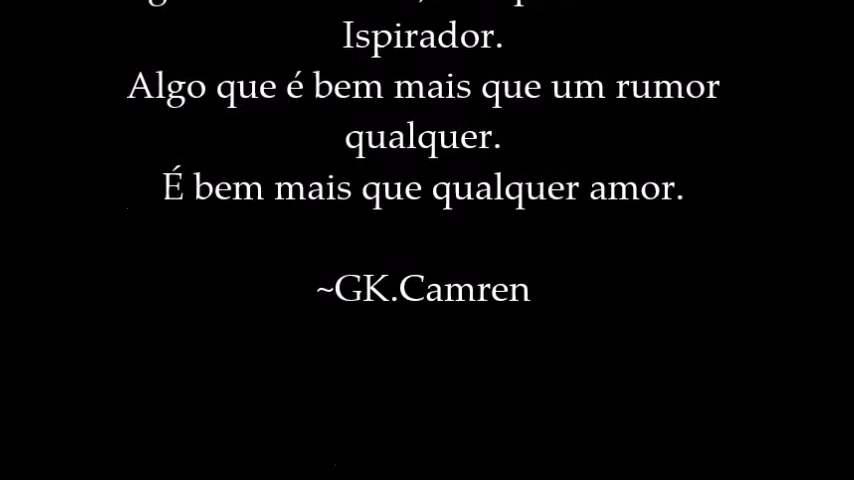 Ispirador.
Algo que é bem mais que um rumor
qualquer.
É bem mais que qualquer amor.
~GK.Camren